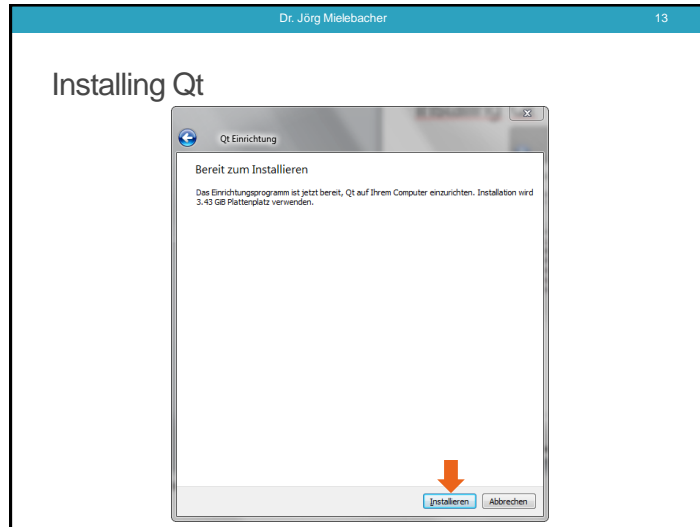 Dr. Jörg Mielebacher
13
Installing Qt
Qt Einrichtung
Bereit zum Installieren
Das Einrichtungsprogramm ist jetzt bereit, Qt auf Ihrem Computer einzurichten. Installation wird
3.43 GiB Plattenplatz verwenden.
Installieren
Abbrechen